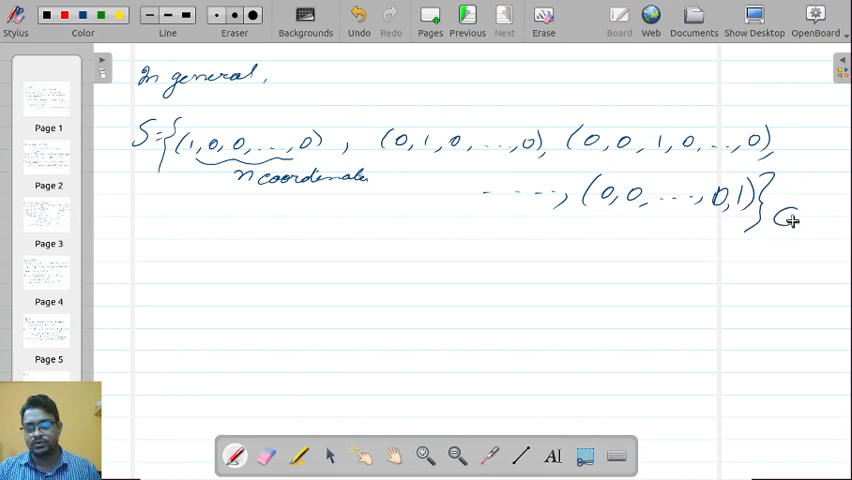 Stylus Color Line Eraser Backgrounds Undo Redo Pages Previous Next Erase Board Web Documents Show Desktop OpenBoard
In general,
S={(1,0,0,...,0), (0,1,0,...,0), (0,0,1,0,...,0),
n coordinates
.....,(0,0,...,0,1)} C
Page 1
Page 2
Page 3
Page 4
Page 5